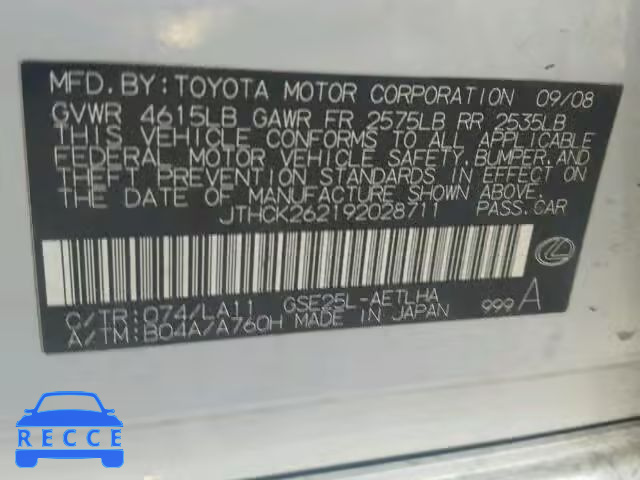 MFD. BY: TOYOTA MOTOR CORPORATION 09/08
GVWR 4615LB GAWR FR 2575LB RR 2535LB
THIS VEHICLE CONFORMS TO ALL APPLICABLE
FEDERAL MOTOR VEHICLE SAFETY, BUMPER, AND
THEFT PREVENTION STANDARDS IN EFFECT ON
THE DATE OF MANUFACTURE SHOWN ABOVE.
JTHCK262192028711 PASS. CAR
C/TR: 074/LA11 GSE25L-AETLHA
A/TM: B04A/A760H MADE IN JAPAN 999 A
RECCE